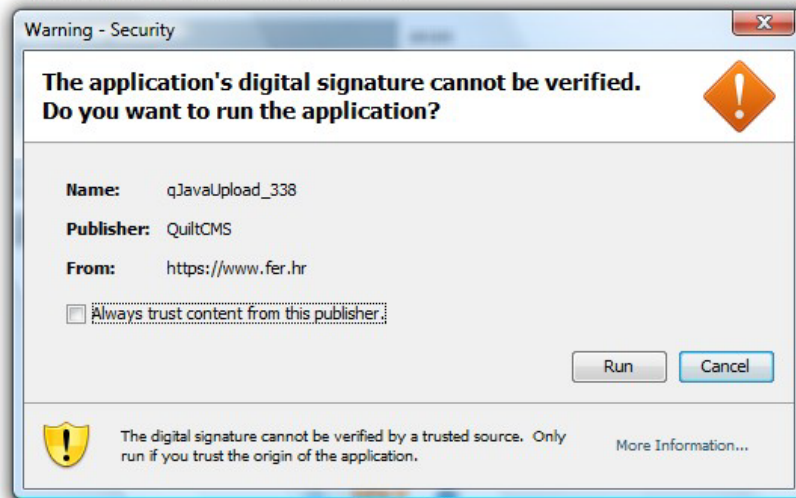 Warning - Security
The application's digital signature cannot be verified.
Do you want to run the application?
Name: qJavaUpload_338
Publisher: QuiltCMS
From: https://www.fer.hr
Always trust content from this publisher.
Run Cancel
The digital signature cannot be verified by a trusted source. Only
run if you trust the origin of the application.
More Information...